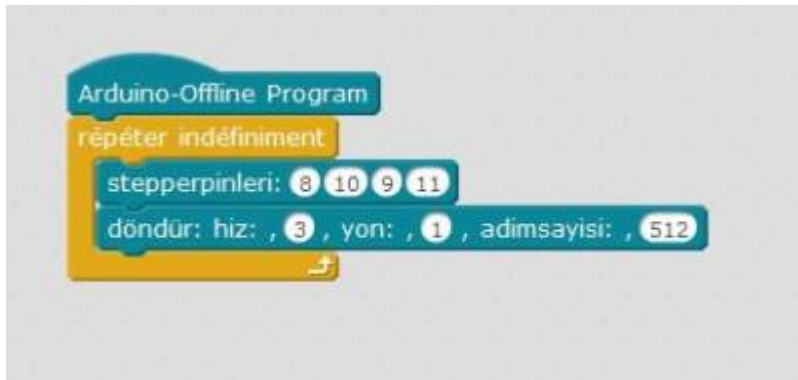 Arduino-Offline Program
répéter indéfiniment
stepperpinleri: 8 10 9 11
döndür: hiz: , 3 , yon: , 1 , adimsayisi: , 512